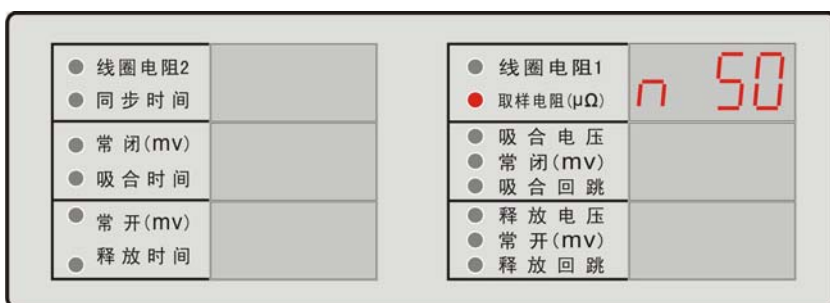 线圈电阻2
同步时间
常闭(mv)
吸合时间
常开(mv)
释放时间
线圈电阻1
取样电阻(μΩ)
n 50
吸合电压
常闭(mv)
吸合回跳
释放电压
常开(mv)
释放回跳